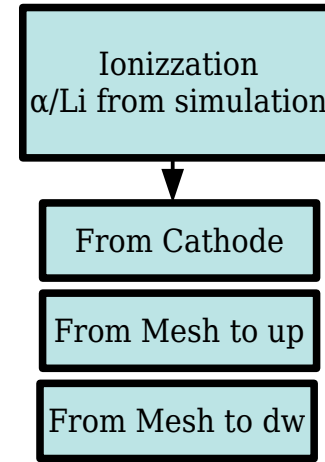 Ionizzation
α/Li from simulation
From Cathode
From Mesh to up
From Mesh to dw